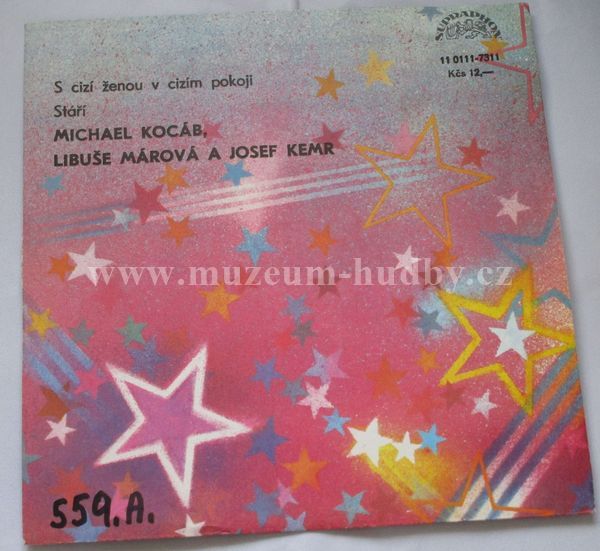 SUPRAPHON
11 0111-7311
Kčs 12,—
S cizí ženou v cizím pokoji
Stáří
MICHAEL KOCÁB,
LIBUŠE MÁROVÁ A JOSEF KEMR
www.muzeum-hudby.cz
559.A.